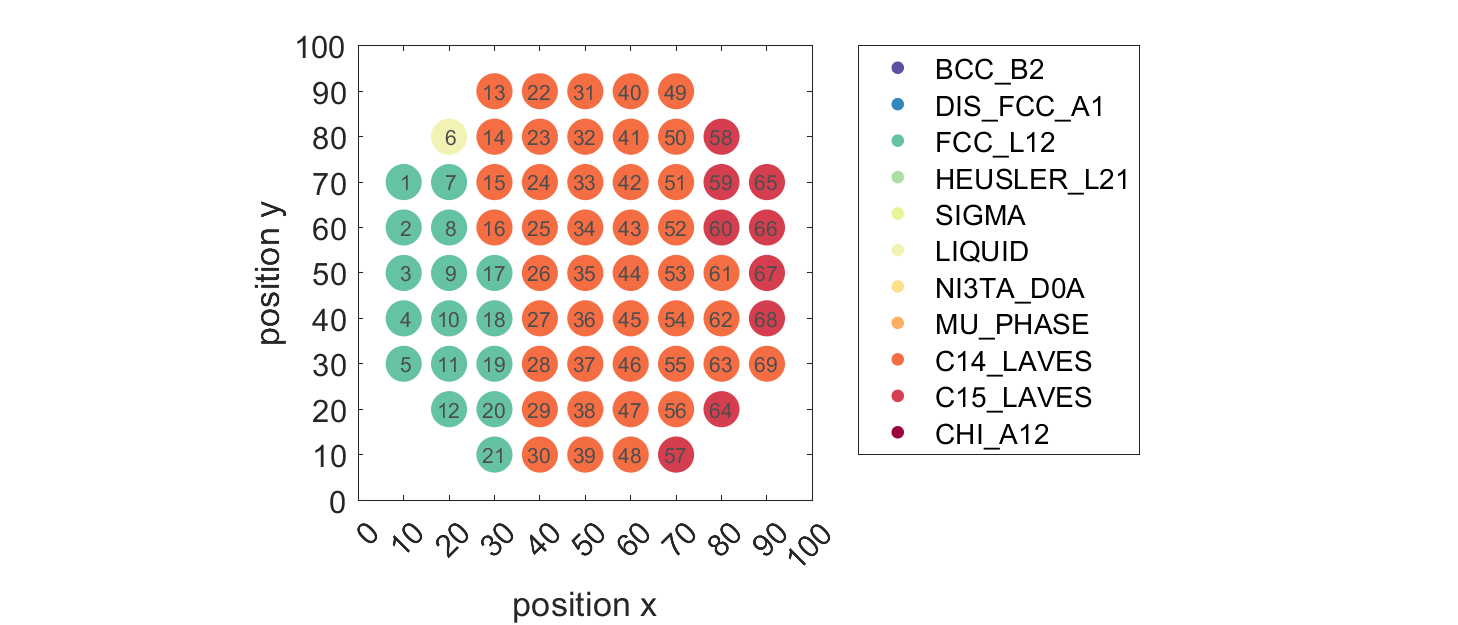 100
90
80
70
60
50
40
30
20
10
0
position y
13 22 31 40 49
6 14 23 32 41 50 58
1 7 15 24 33 42 51 59 65
2 8 16 25 34 43 52 60 66
3 9 17 26 35 44 53 61 67
4 10 18 27 36 45 54 62 68
5 11 19 28 37 46 55 63 69
12 20 29 38 47 56 64
21 30 39 48 57
0 10 20 30 40 50 60 70 80 90 100
position x
BCC_B2
DIS_FCC_A1
FCC_L12
HEUSLER_L21
SIGMA
LIQUID
NI3TA_D0A
MU_PHASE
C14_LAVES
C15_LAVES
CHI_A12